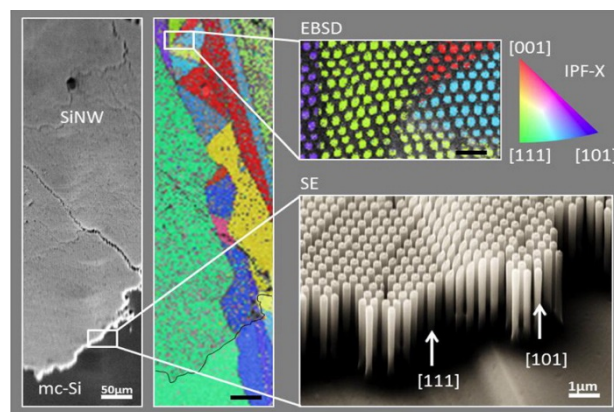 EBSD
[001]
IPF-X
[111]
[101]
SiNW
SE
[111]
[101]
mc-Si
50µm
1µm